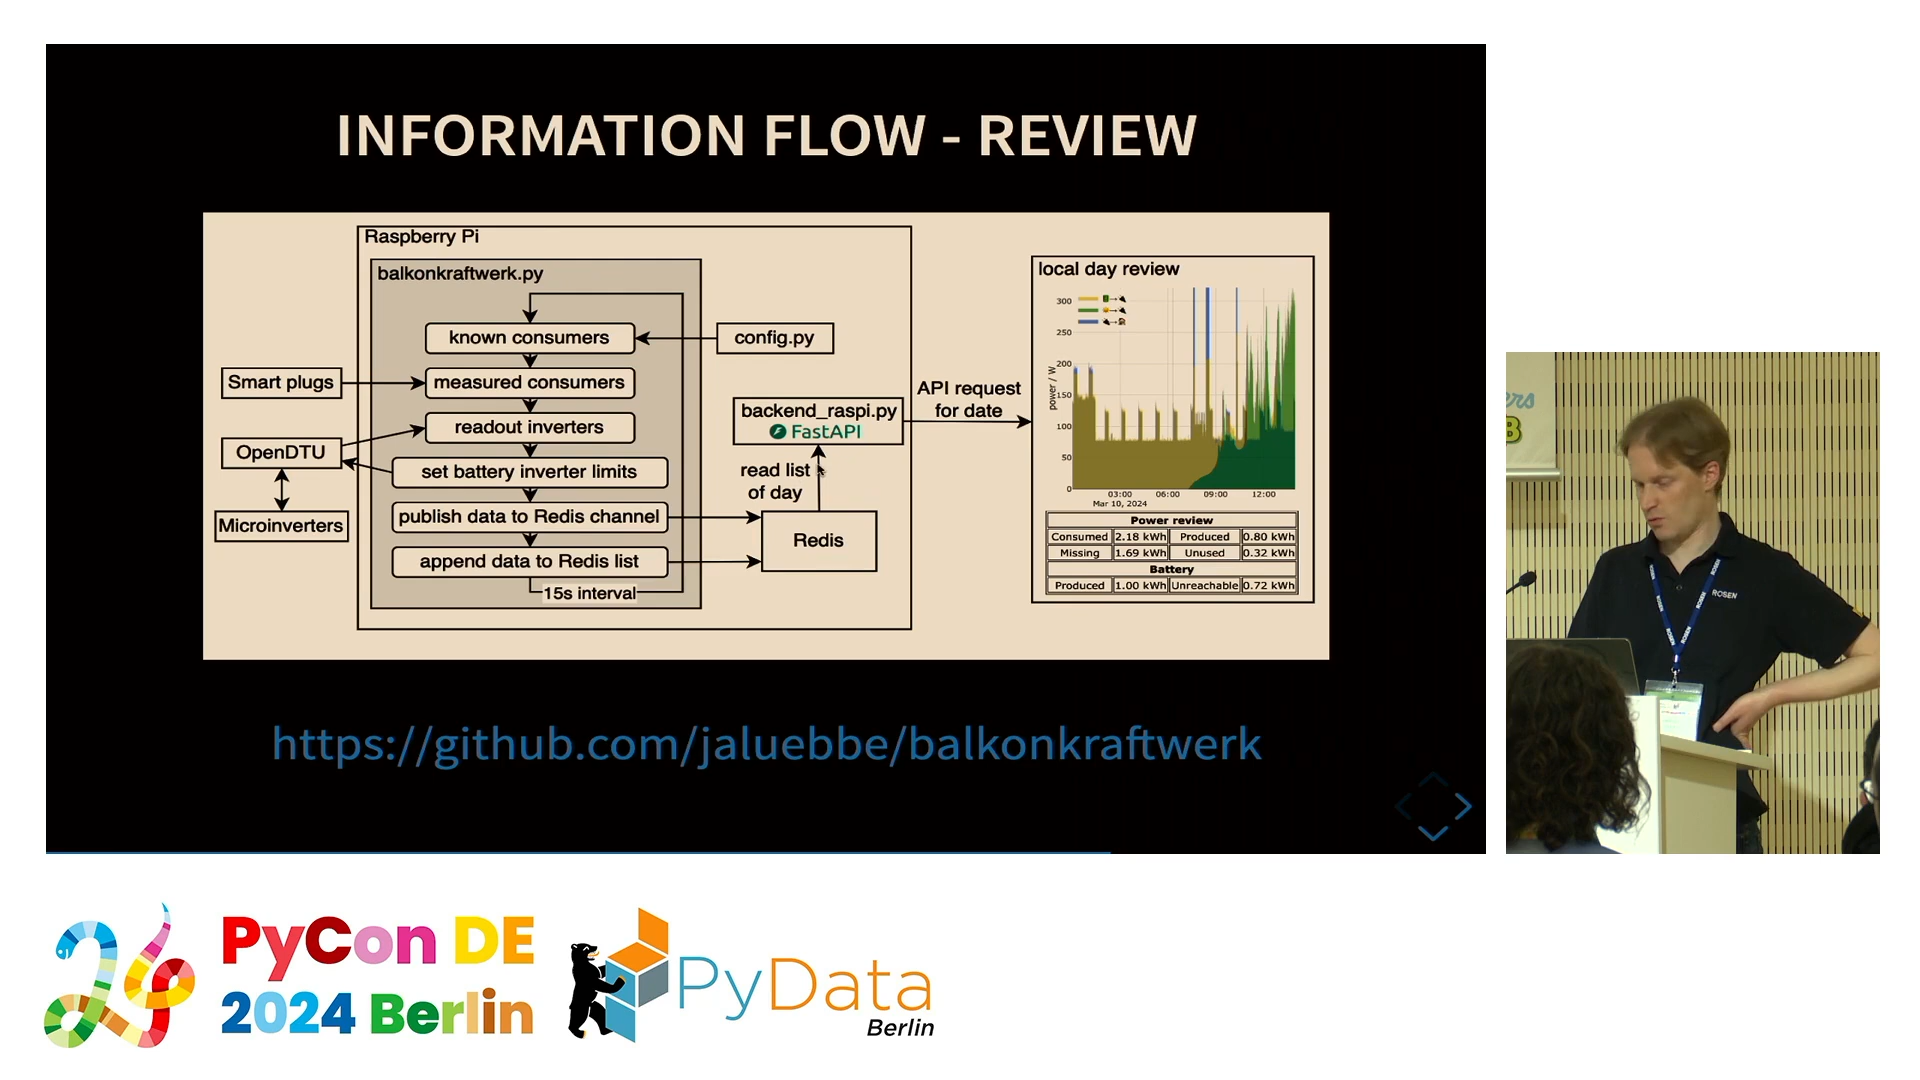 INFORMATION FLOW - REVIEW
Raspberry Pi
balkonkraftwerk.py
known consumers
measured consumers
readout inverters
set battery inverter limits
publish data to Redis channel
append data to Redis list
15s interval
Smart plugs
OpenDTU
Microinverters
config.py
backend_raspi.py
FastAPI
read list
of day
Redis
API request
for date
local day review
power / W
300
250
200
150
100
50
0
03:00 06:00 09:00 12:00
Mar 10, 2024
Power review
Consumed 2.18 kWh Produced 0.80 kWh
Missing 1.69 kWh Unused 0.32 kWh
Battery
Produced 1.00 kWh Unreachable 0.72 kWh
https://github.com/jaluebbe/balkonkraftwerk
ROSEN
ROSEN
ROSEN
ROSEN
PyCon DE
2024 Berlin
PyData
Berlin